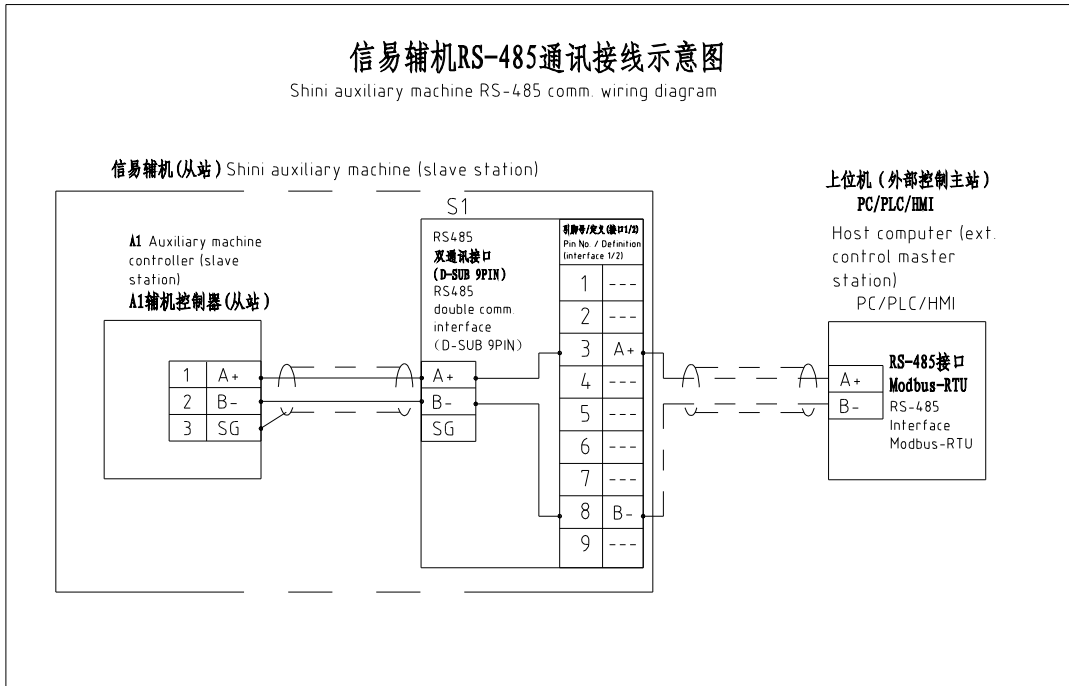 信易辅机RS-485通讯接线示意图
Shini auxiliary machine RS-485 comm. wiring diagram
信易辅机(从站) Shini auxiliary machine (slave station)
上位机（外部控制主站）
PC/PLC/HMI
Host computer (ext.
control master
station)
PC/PLC/HMI
A1 Auxiliary machine
controller (slave
station)
A1辅机控制器(从站)
1 A+
2 B-
3 SG
S1
RS485
双通讯接口
(D-SUB 9PIN)
RS485
double comm.
interface
(D-SUB 9PIN)
A+
B-
SG
引脚号/定义(接口1/2)
Pin No. / Definition
(interface 1/2)
1 ---
2 ---
3 A+
4 ---
5 ---
6 ---
7 ---
8 B-
9 ---
A+
B-
RS-485接口
Modbus-RTU
RS-485
Interface
Modbus-RTU